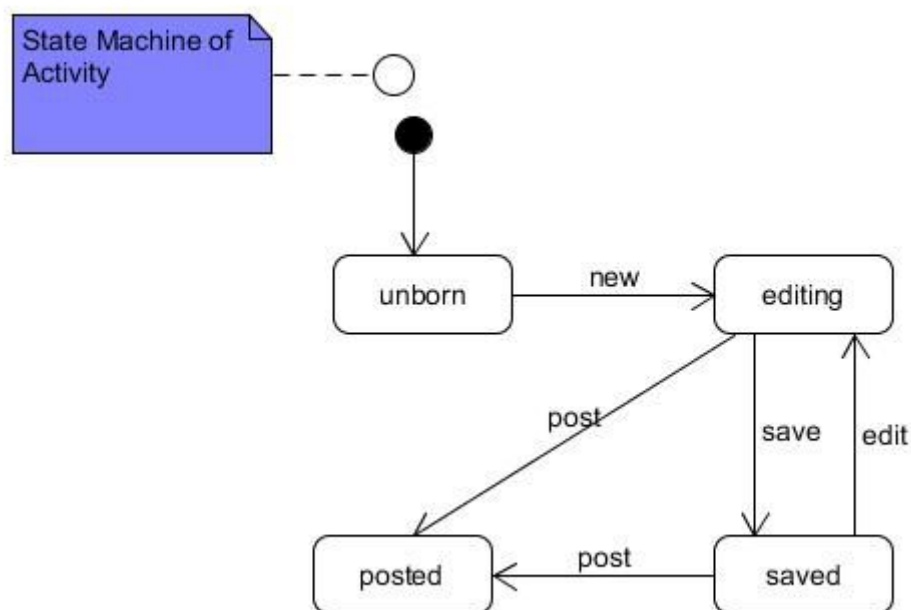 State Machine of
Activity
unborn
new
editing
post
save
edit
posted
post
saved